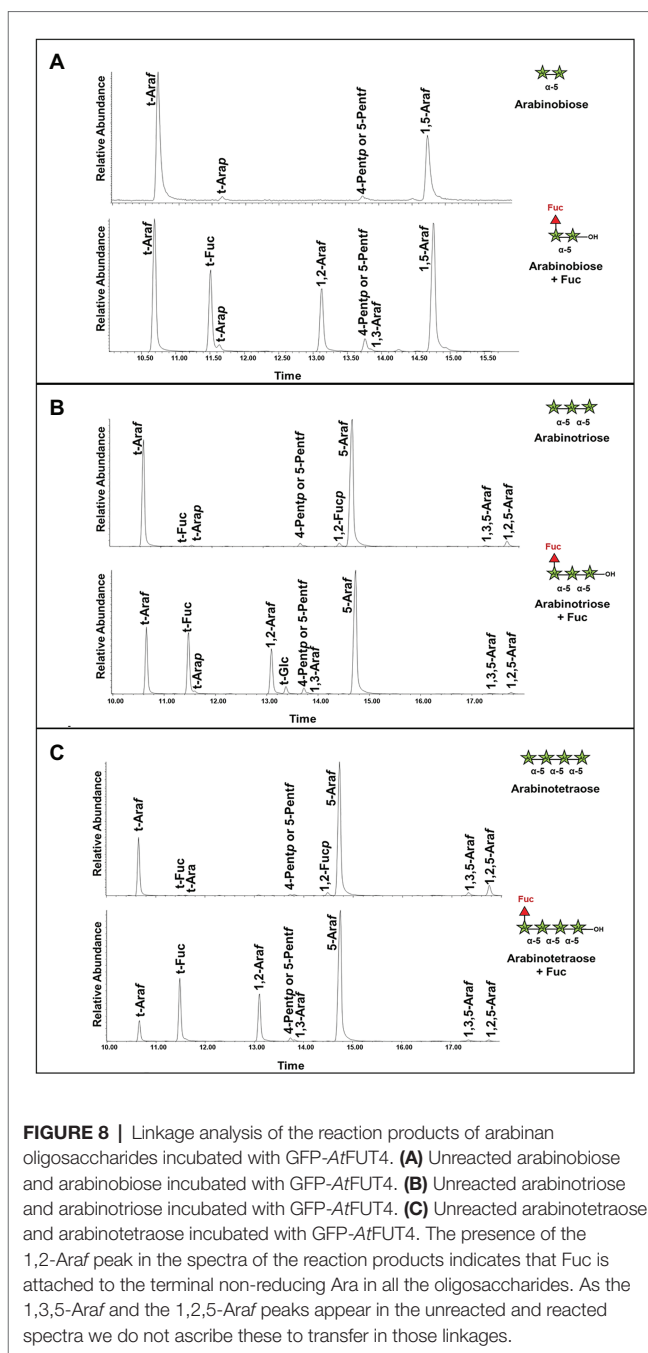 A
Relative Abundance
t-Araf
t-Arap
4-Pentp or 5-Pentf
1,5-Araf
α-5
Arabinobiose
Relative Abundance
t-Araf
t-Fuc
t-Arap
1,2-Araf
4-Pentp or 5-Pentf
1,3-Araf
1,5-Araf
Fuc
OH
α-5
Arabinobiose
+ Fuc
10.50 11.00 11.5 12.00 12.50 13.00 13.50 14.00 14.50 15.00 15.50
Time
B
Relative Abundance
t-Araf
t-Fuc
t-Arap
4-Pentp or 5-Pentf
1,2-Fucp
5-Araf
1,3,5-Araf
1,2,5-Araf
α-5 α-5
Arabinotriose
Relative Abundance
t-Araf
t-Fuc
t-Arap
1,2-Araf
t-Glc
4-Pentp or 5-Pentf
1,3-Araf
5-Araf
1,3,5-Araf
1,2,5-Araf
Fuc
OH
α-5 α-5
Arabinotriose
+ Fuc
10.00 11.00 12.00 13.00 14.00 15.00 16.00 17.00
Time
C
Relative Abundance
t-Araf
t-Fuc
t-Ara
4-Pentp or 5-Pentf
1,2-Fucp
5-Araf
1,3,5-Araf
1,2,5-Araf
α-5 α-5 α-5
Arabinotetraose
Relative Abundance
t-Araf
t-Fuc
1,2-Araf
4-Pentp or 5-Pentf
1,3-Araf
5-Araf
1,3,5-Araf
1,2,5-Araf
Fuc
OH
α-5 α-5 α-5
Arabinotetraose
+ Fuc
10.00 11.00 12.00 13.00 14.00 15.00 16.00 17.00
Time
FIGURE 8 | Linkage analysis of the reaction products of arabinan
oligosaccharides incubated with GFP-AtFUT4. (A) Unreacted arabinobiose
and arabinobiose incubated with GFP-AtFUT4. (B) Unreacted arabinotriose
and arabinotriose incubated with GFP-AtFUT4. (C) Unreacted arabinotetraose
and arabinotetraose incubated with GFP-AtFUT4. The presence of the
1,2-Araf peak in the spectra of the reaction products indicates that Fuc is
attached to the terminal non-reducing Ara in all the oligosaccharides. As the
1,3,5-Araf and the 1,2,5-Araf peaks appear in the unreacted and reacted
spectra we do not ascribe these to transfer in those linkages.